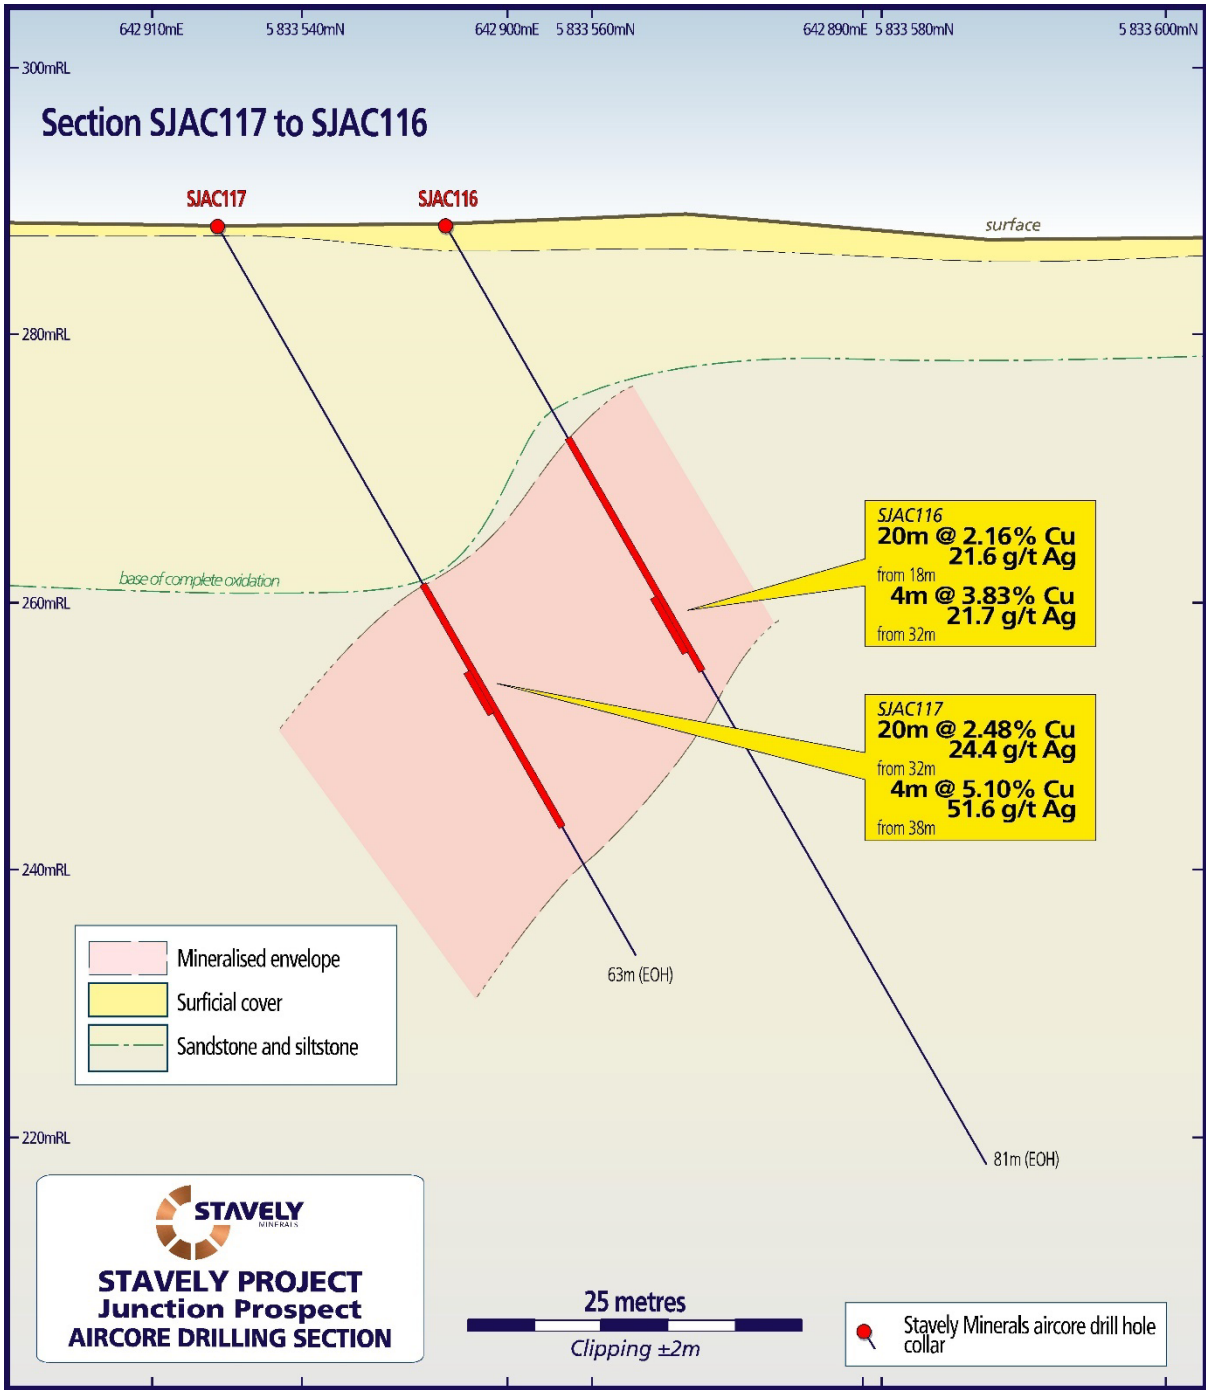 642 910mE 5 833 540mN 642 900mE 5 833 560mN 642 890mE 5 833 580mN 5 833 600mN
300mRL
Section SJAC117 to SJAC116
SJAC117 SJAC116
surface
280mRL
SJAC116
20m @ 2.16% Cu
21.6 g/t Ag
from 18m
4m @ 3.83% Cu
21.7 g/t Ag
from 32m
base of complete oxidation
260mRL
SJAC117
20m @ 2.48% Cu
24.4 g/t Ag
from 32m
4m @ 5.10% Cu
51.6 g/t Ag
from 38m
240mRL
Mineralised envelope
Surficial cover
Sandstone and siltstone
63m (EOH)
220mRL
81m (EOH)
STAVELY
MINERALS
STAVELY PROJECT
Junction Prospect
AIRCORE DRILLING SECTION
25 metres
Clipping ±2m
Stavely Minerals aircore drill hole
collar